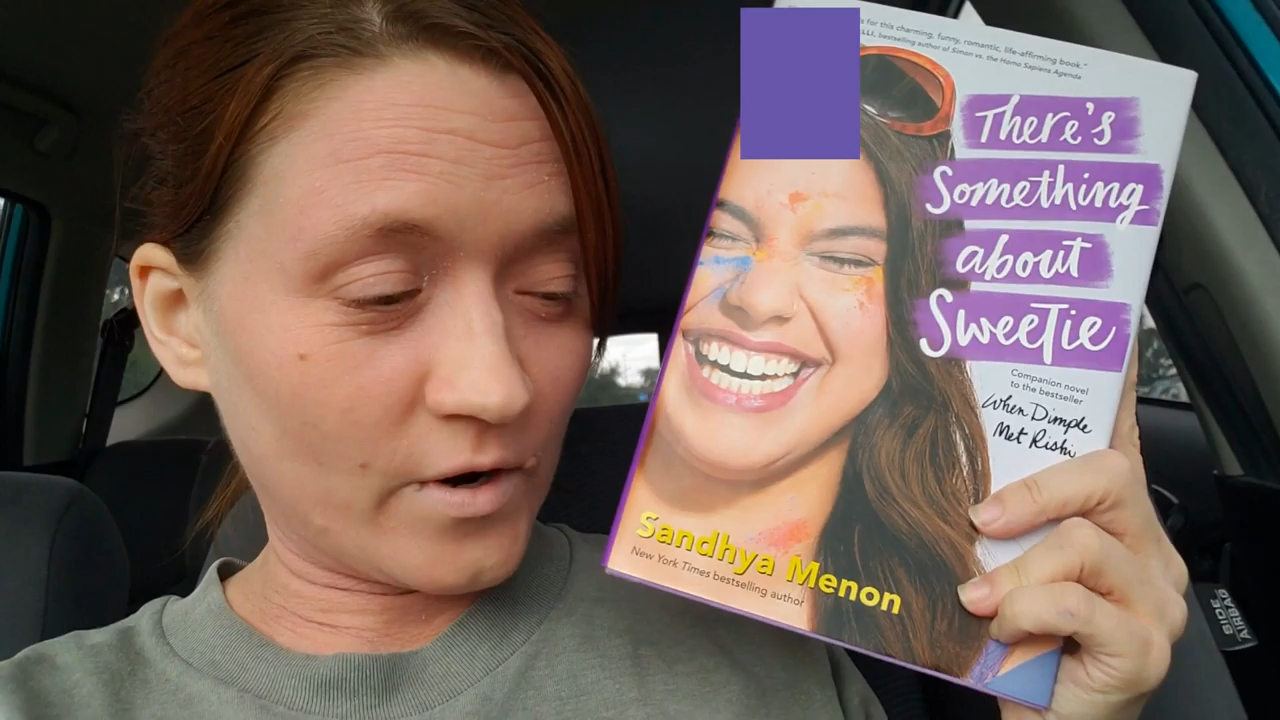 s for this charming, funny, romantic, life-affirming book."
LLI, bestselling author of Simon vs. the Homo Sapiens Agenda
There's
Something
about
Sweetie
Companion novel
to the bestseller
When Dimple
Met Rishi
Sandhya Menon
New York Times bestselling author
SIDE
AIRBAG